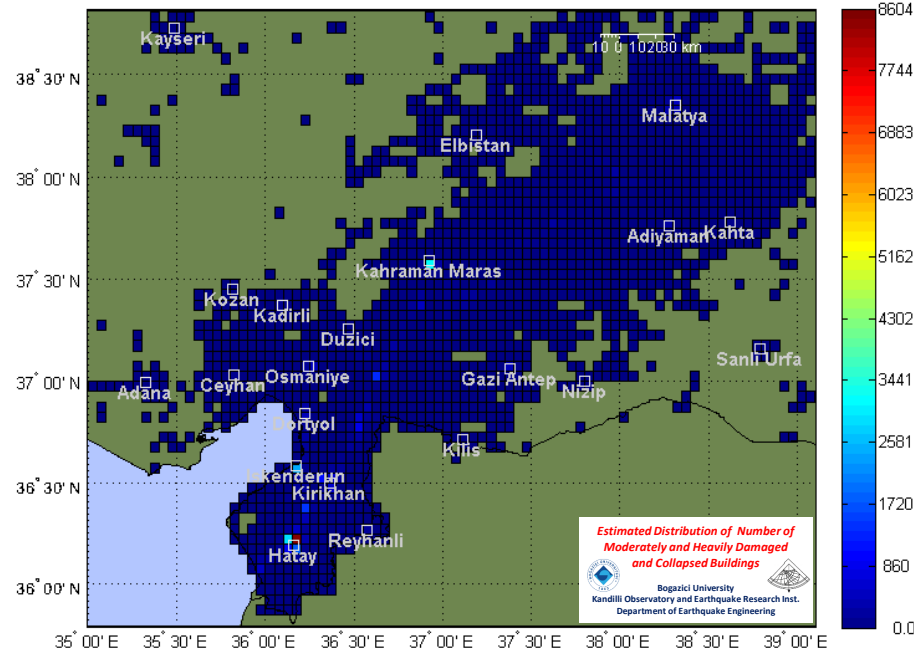 8604
7744
6883
6023
5162
4302
3441
2581
1720
860
0.0
38° 30' N
38° 00' N
37° 30' N
37° 00' N
36° 30' N
36° 00' N
35° 00' E
35° 30' E
36° 00' E
36° 30' E
37° 00' E
37° 30' E
38° 00' E
38° 30' E
39° 00' E
10 0 102030 km
Kayseri
Malatya
Elbistan
Adiyaman
Kahta
Kahraman Maras
Kozan
Kadirli
Duzici
Sanli Urfa
Osmaniye
Gazi Antep
Adana
Ceyhan
Nizip
Dortyol
Kilis
Iskenderun
Kirikhan
Reyhanli
Hatay
Estimated Distribution of Number of
Moderately and Heavily Damaged
and Collapsed Buildings
Bogazici University
Kandilli Observatory and Earthquake Research Inst.
Department of Earthquake Engineering